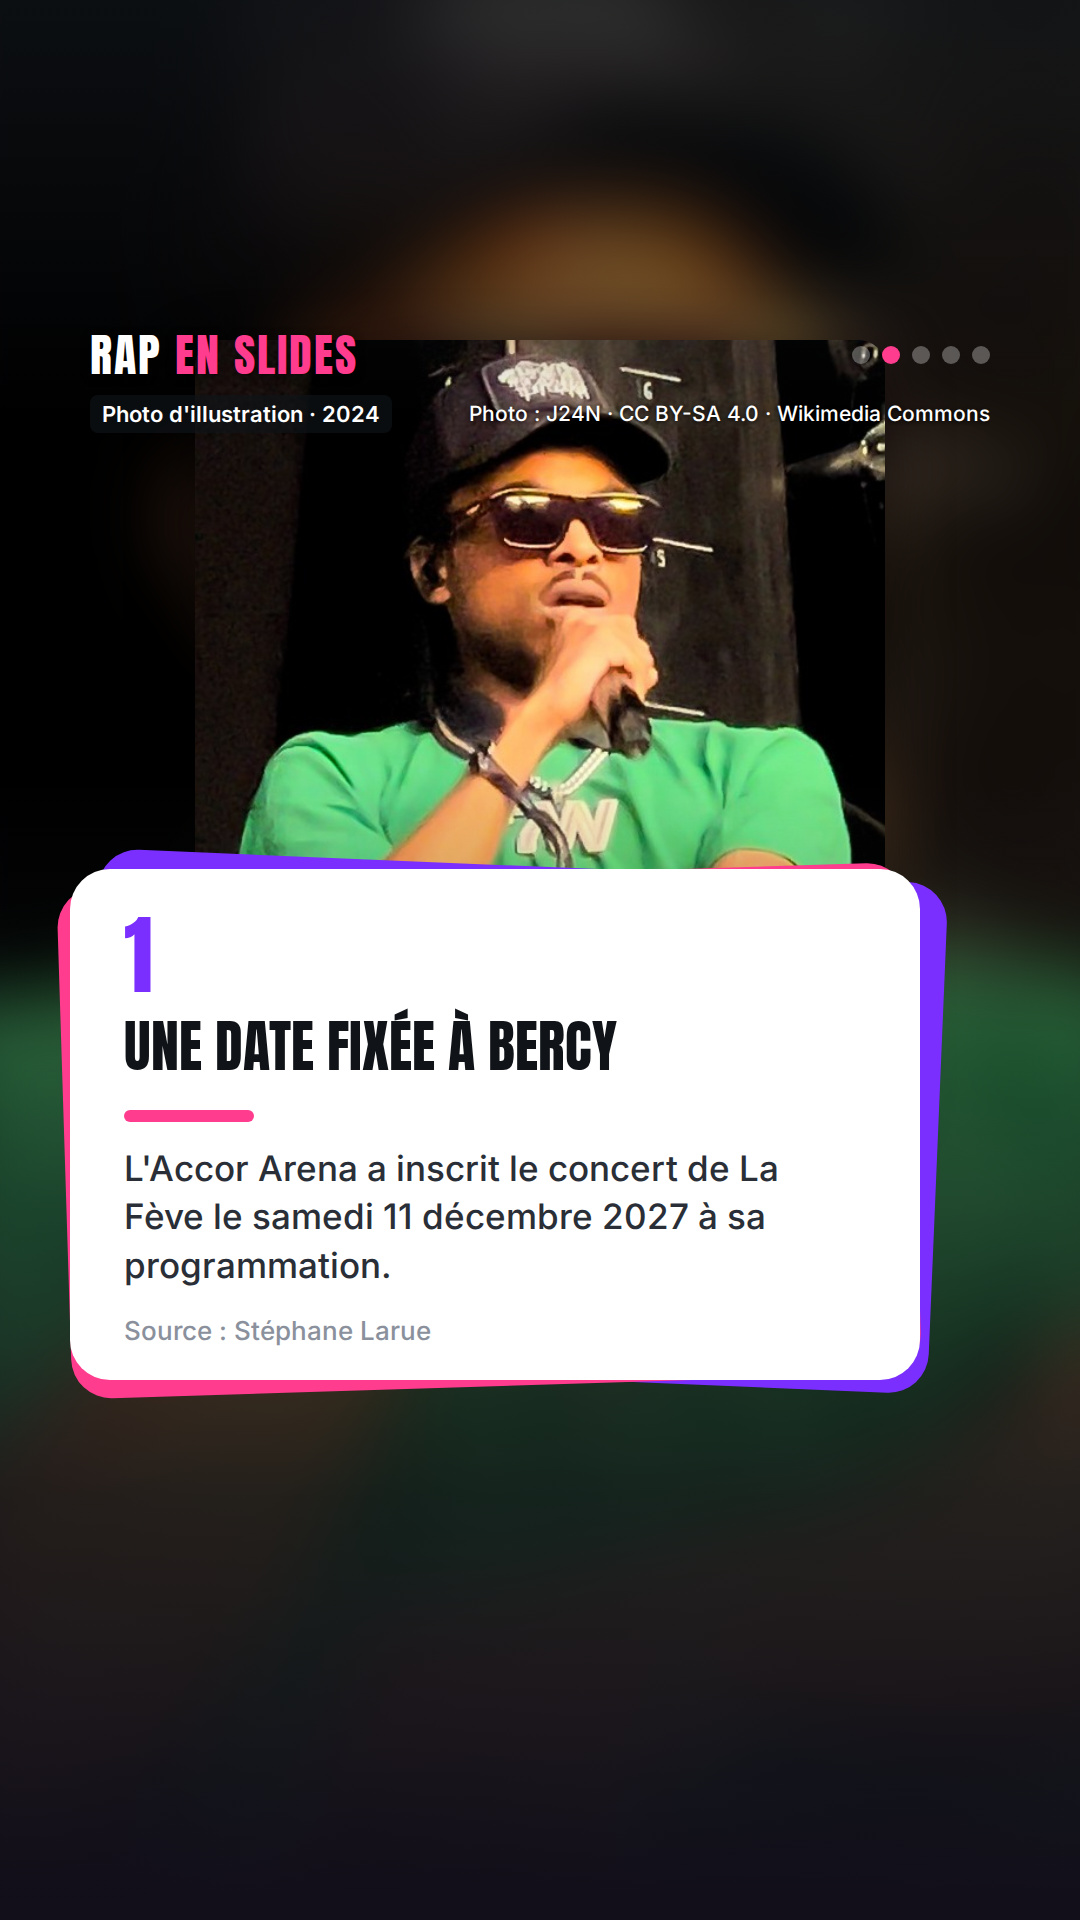 RAP EN SLIDES
Photo d'illustration · 2024
Photo : J24N · CC BY-SA 4.0 · Wikimedia Commons
1
UNE DATE FIXÉE À BERCY
L'Accor Arena a inscrit le concert de La
Fève le samedi 11 décembre 2027 à sa
programmation.
Source : Stéphane Larue